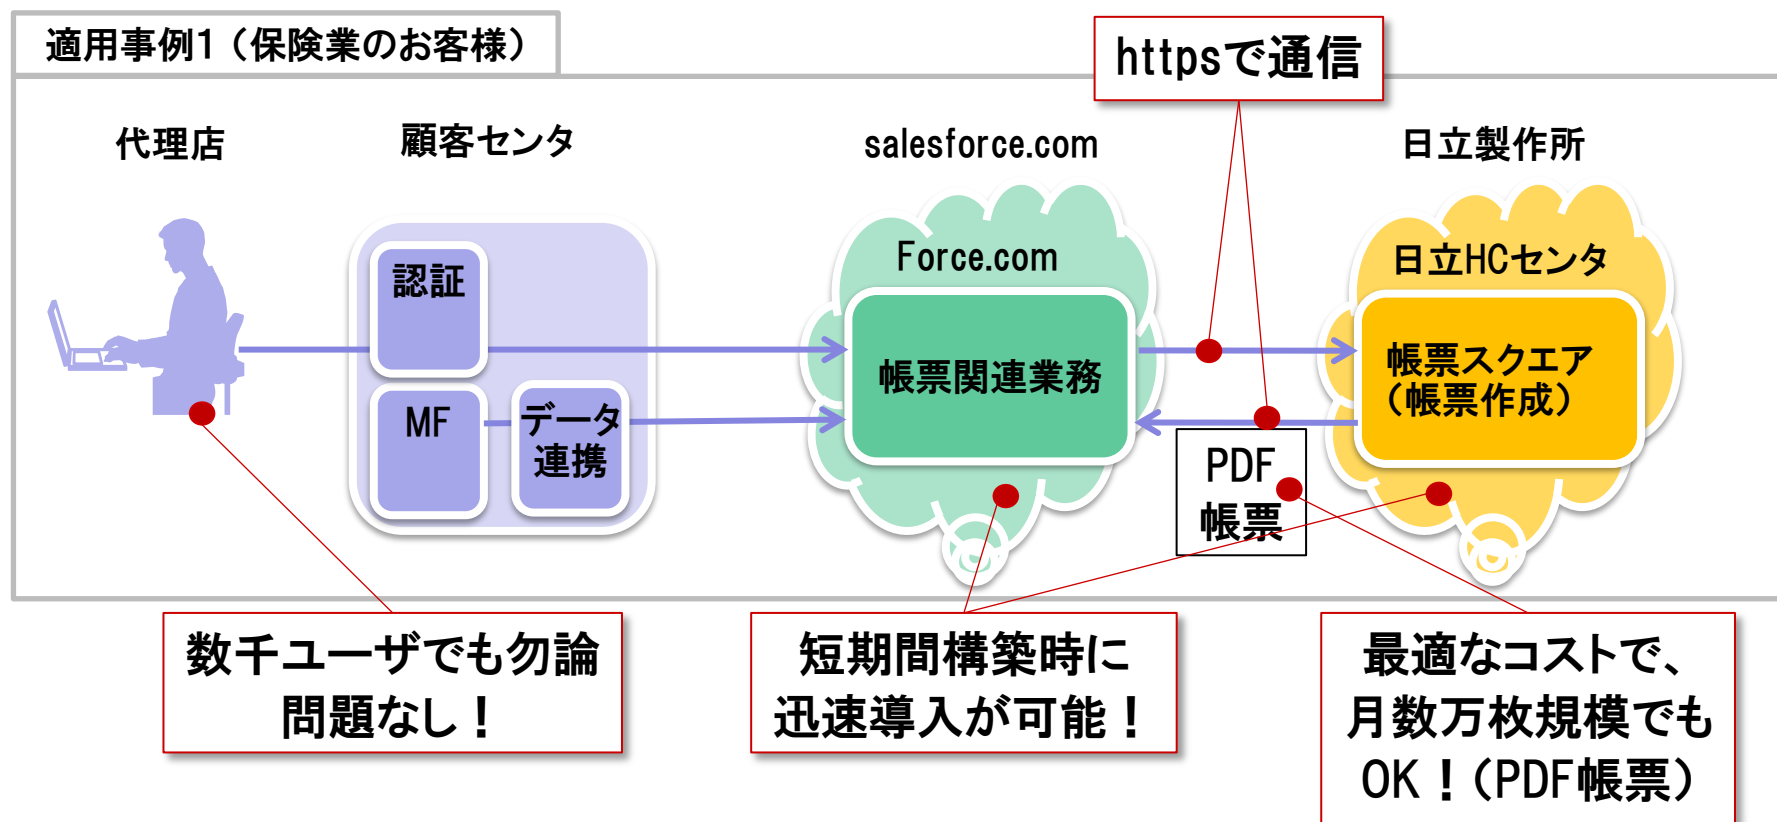 適用事例1（保険業のお客様）
httpsで通信
代理店
顧客センタ
salesforce.com
日立製作所
認証
MF
データ
連携
Force.com
帳票関連業務
日立HCセンタ
帳票スクエア
（帳票作成）
PDF
帳票
数千ユーザでも勿論
問題なし！
短期間構築時に
迅速導入が可能！
最適なコストで、
月数万枚規模でも
OK！（PDF帳票）